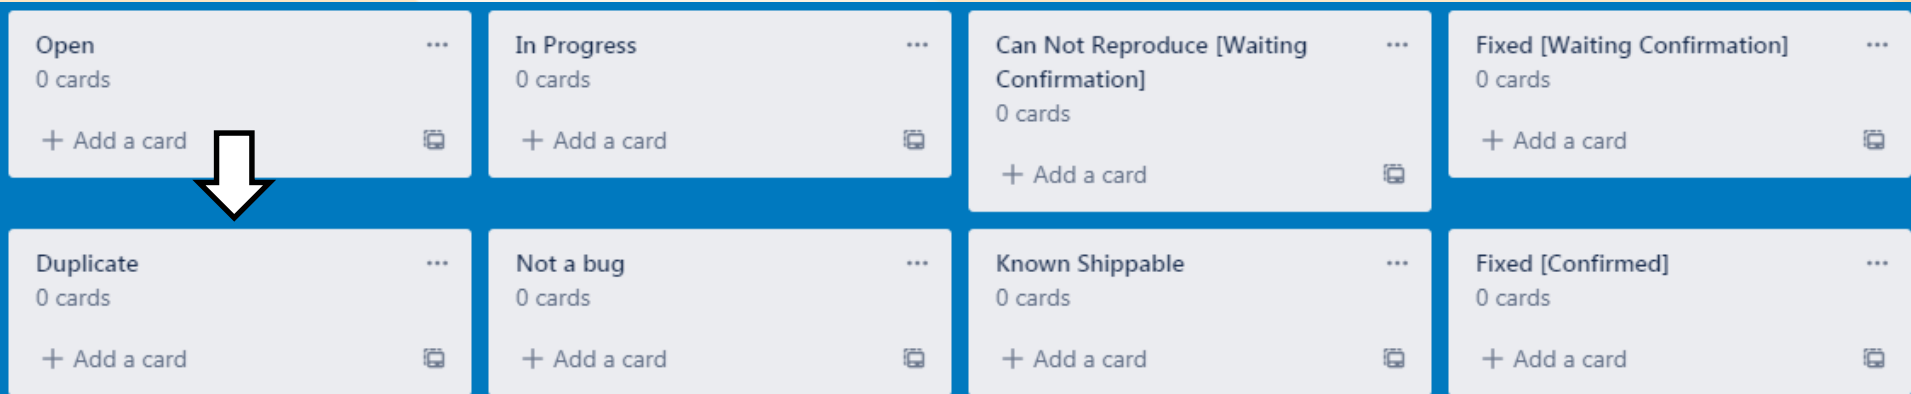 Open
0 cards
Add a card
In Progress
0 cards
Add a card
Can Not Reproduce [Waiting
Confirmation]
0 cards
Add a card
Fixed [Waiting Confirmation]
0 cards
Add a card
Duplicate
0 cards
Add a card
Not a bug
0 cards
Add a card
Known Shippable
0 cards
Add a card
Fixed [Confirmed]
0 cards
Add a card